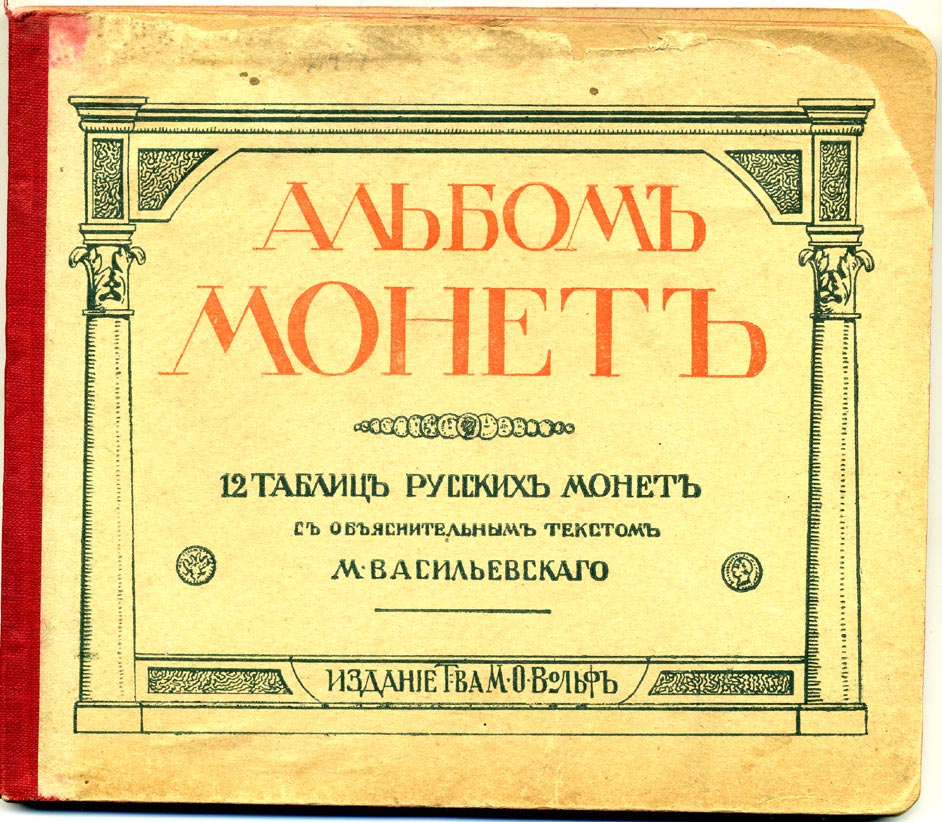 АЛЬБОМЪ
МОНЕТЪ
12 ТАБЛИЦЪ РУССКИХЪ МОНЕТЪ
СЪ ОБЪЯСНИТЕЛЬНЫМЪ ТЕКСТОМЪ
М·ВАСИЛЬЕВСКАГО
ИЗДАНІЕ Т-ВА М·О·ВОЛЬФЪ